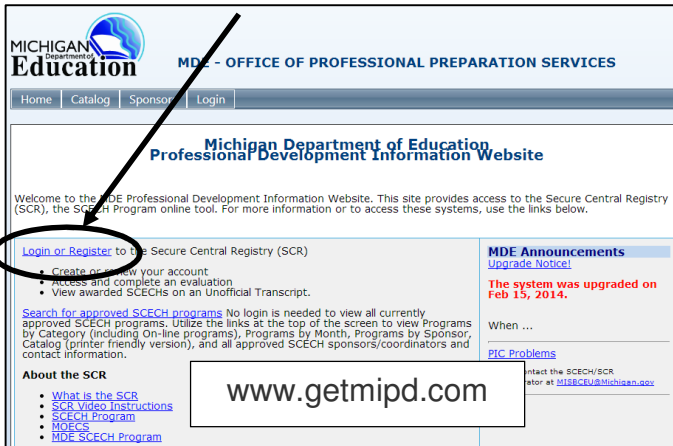 MICHIGAN
Department of
Education
MDE - OFFICE OF PROFESSIONAL PREPARATION SERVICES
Home Catalog Sponsor Login
Michigan Department of Education
Professional Development Information Website
Welcome to the MDE Professional Development Information Website. This site provides access to the Secure Central Registry
(SCR), the SCECH Program online tool. For more information or to access these systems, use the links below.
Login or Register to the Secure Central Registry (SCR)
• Create or review your account
• Access and complete an evaluation
• View awarded SCECHs on an Unofficial Transcript.
Search for approved SCECH programs No login is needed to view all currently
approved SCECH programs. Utilize the links at the top of the screen to view Programs
by Category (including On-line programs), Programs by Month, Programs by Sponsor,
Catalog (printer friendly version), and all approved SCECH sponsors/coordinators and
contact information.
About the SCR
• What is the SCR
• SCR Video Instructions
• SCECH Program
• MOECS
• MDE SCECH Program
MDE Announcements
Upgrade Notice!
The system was upgraded on
Feb 15, 2014.
When ...
PIC Problems
ontact the SCECH/SCR
rator at MISBCEU@Michigan.gov
www.getmipd.com